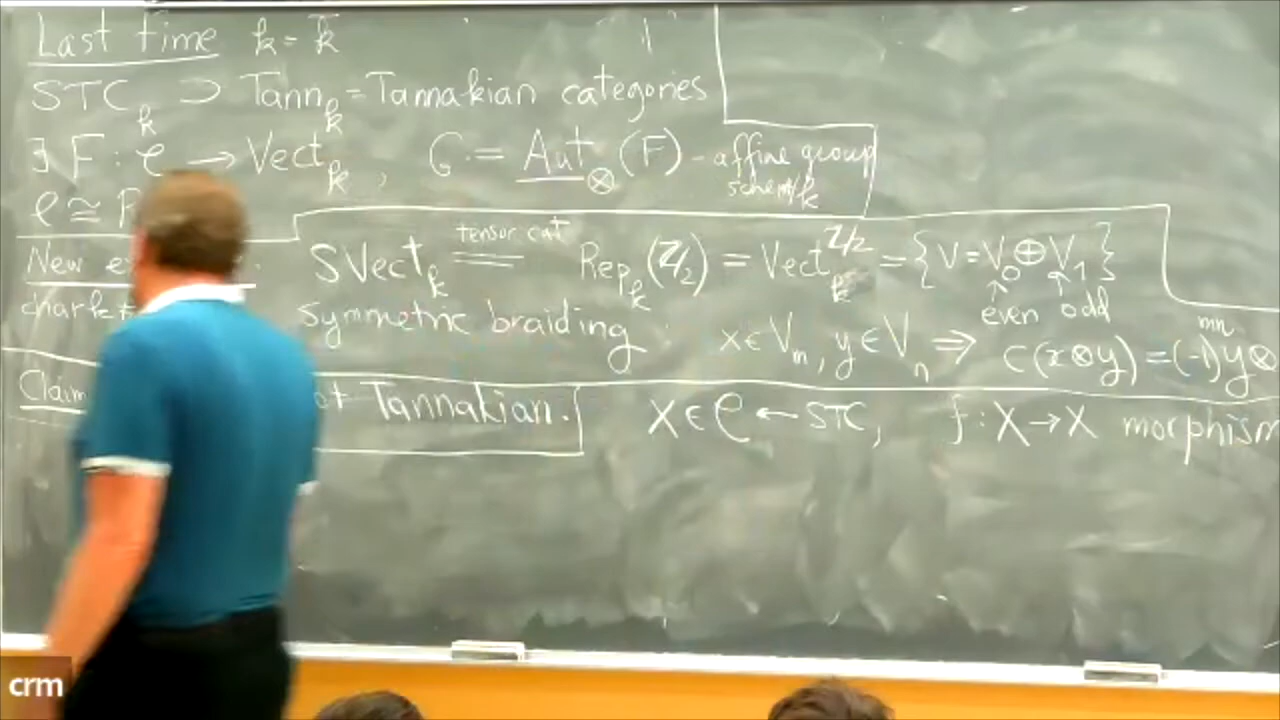 Last time k = k̄
STC_k ⊃ Tann_k = Tannakian categories
∃ F : 𝒞 → Vect_k , G := Aut_⊗ (F) - affine group scheme/k
𝒞 ≅
New
SVect_k =tensor cat= Rep_k (Z/2) = Vect_k^{Z/2} = {V = V_0 ⊕ V_1}
even odd
char k ≠
symmetric braiding : x ∈ V_m , y ∈ V_n ⇒ c(x⊗y) = (-1)^{mn} y⊗
Claim
Tannakian.
X ∈ 𝒞 ← STC, f : X → X morphism
crm